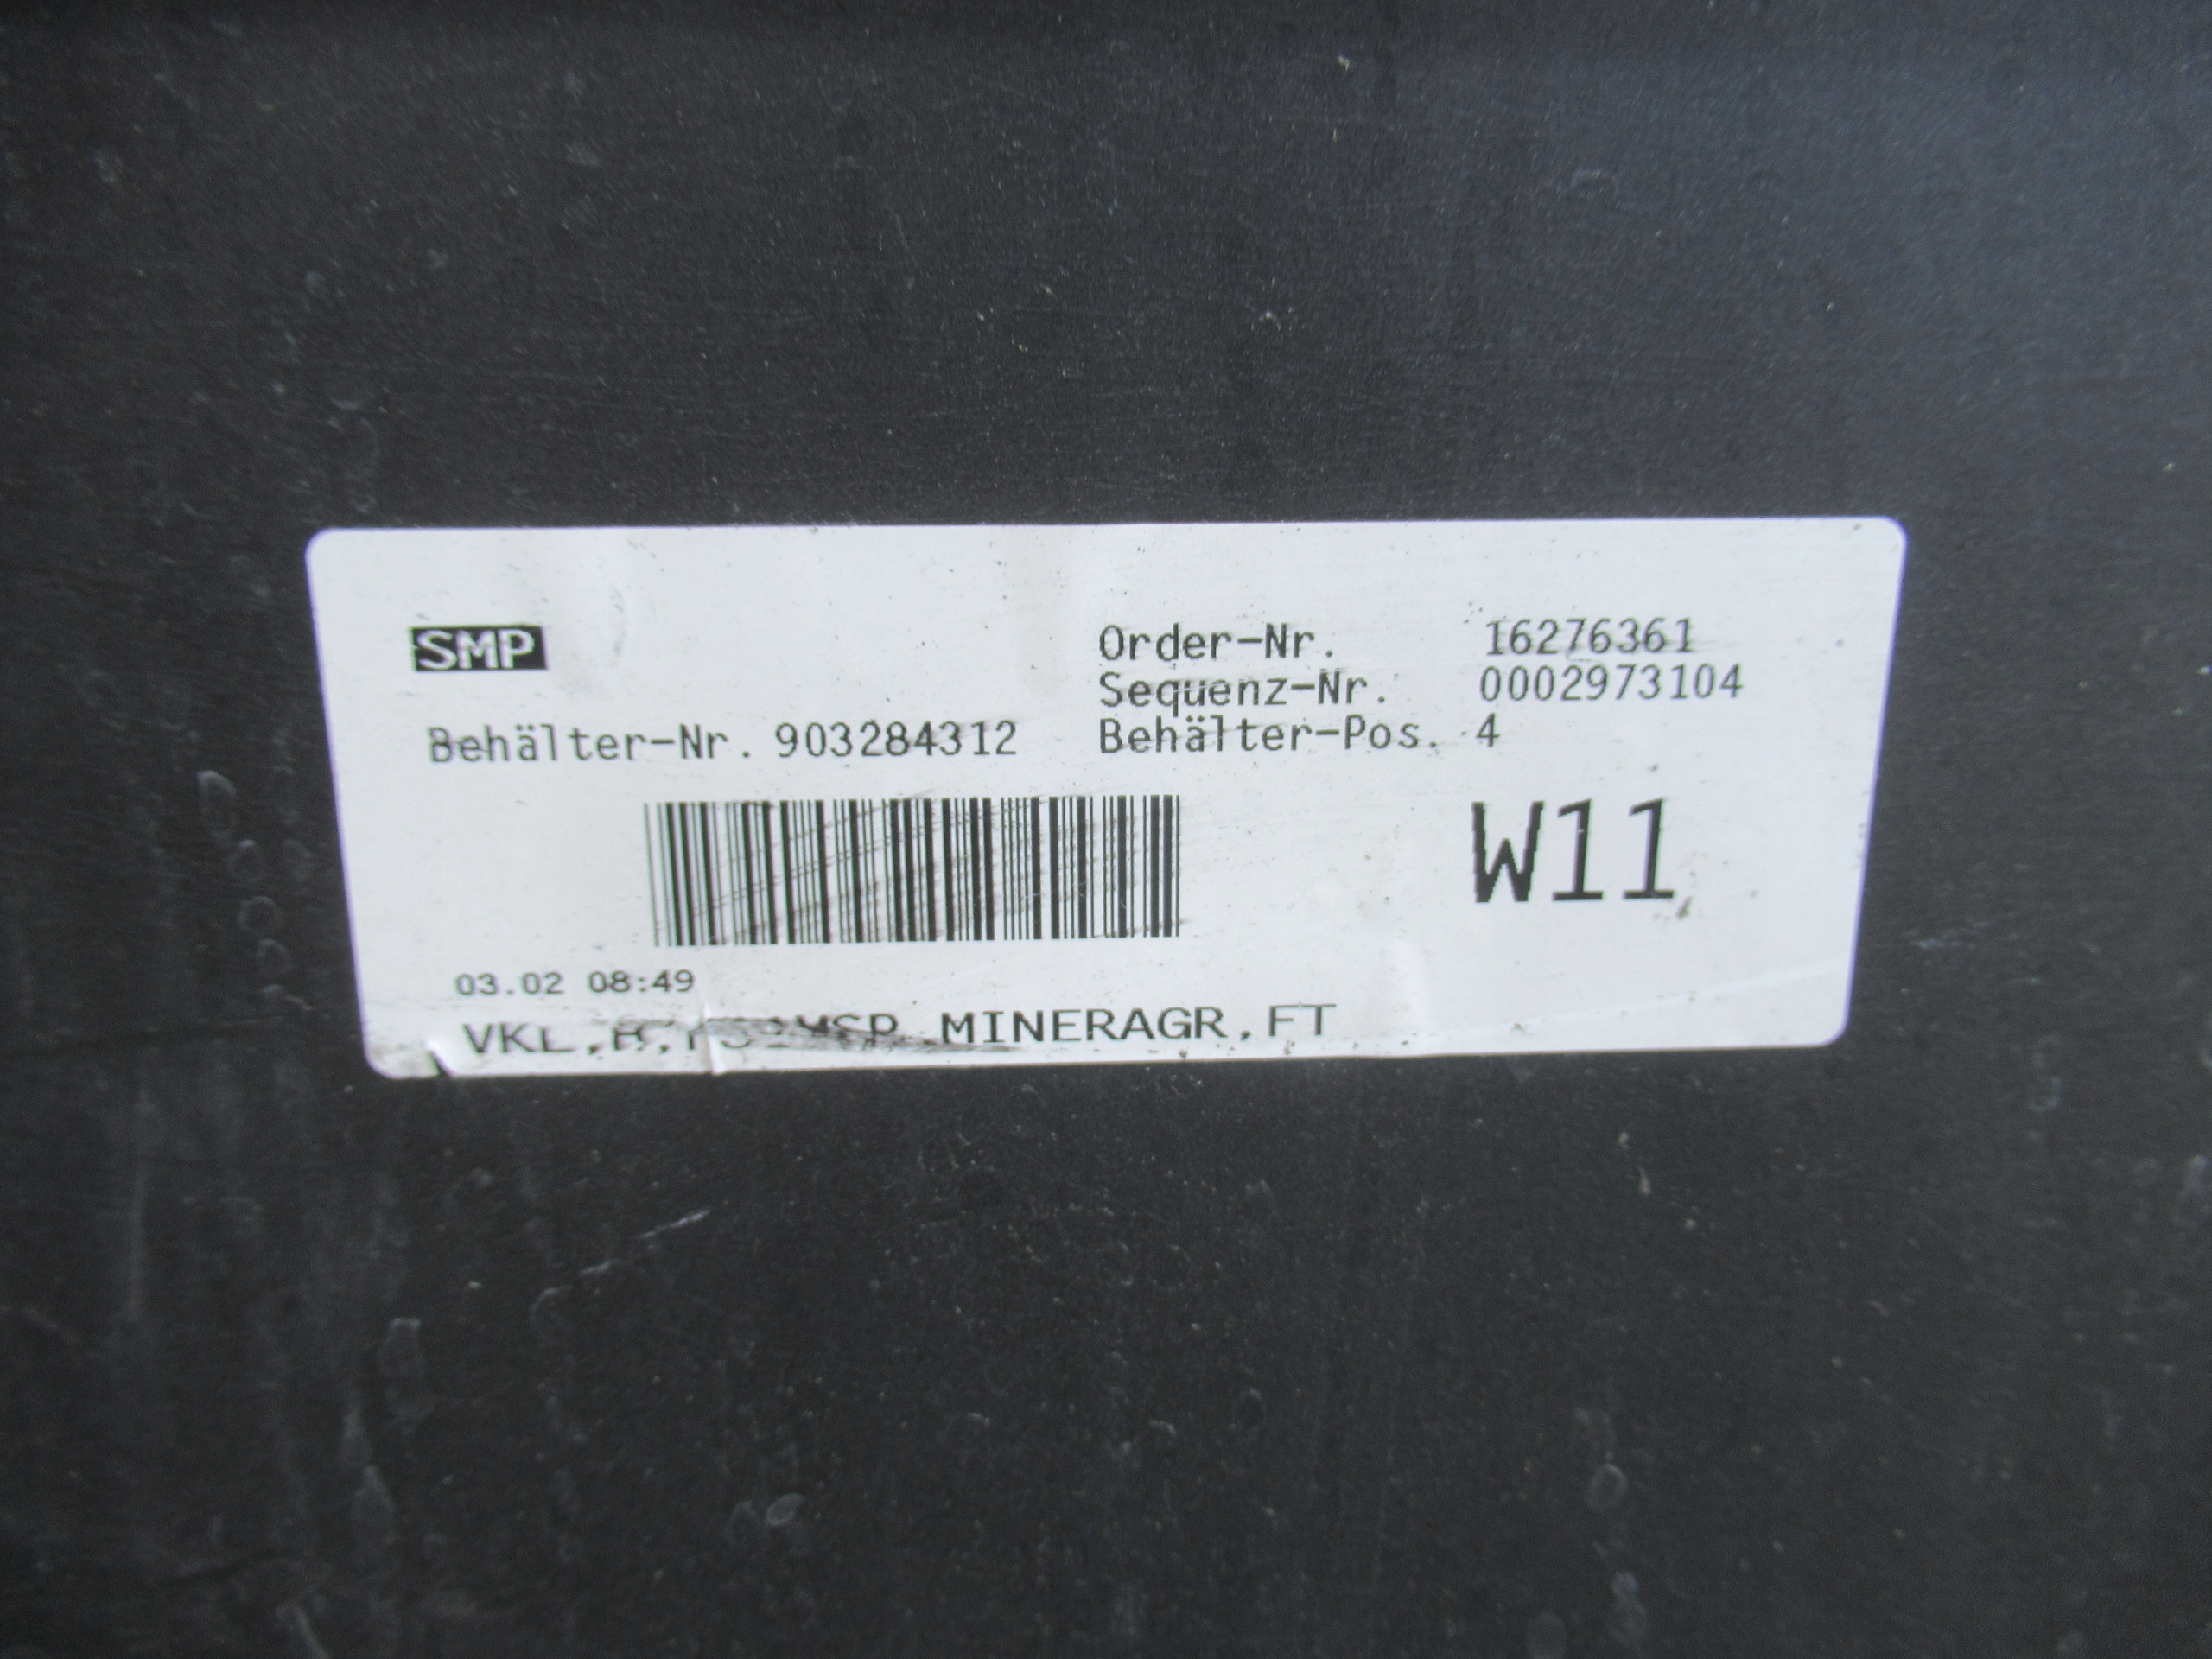 SMP
Order-Nr. 16276361
Sequenz-Nr. 0002973104
Behälter-Nr. 903284312 Behälter-Pos. 4
W11
03.02 08:49
MINERAGR,FT